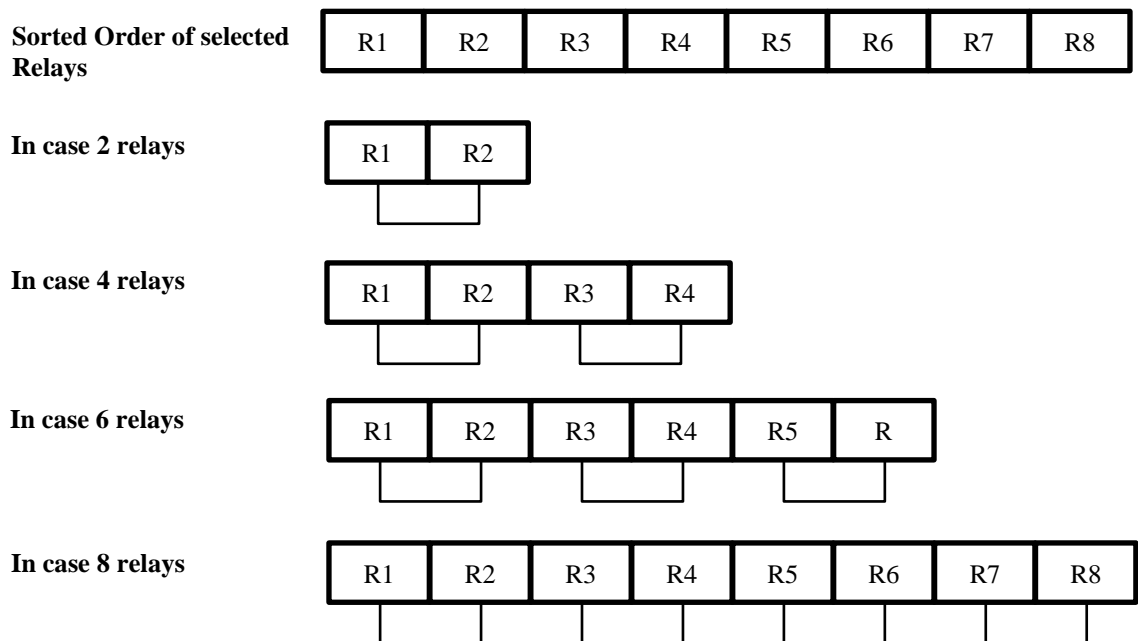 Sorted Order of selected
Relays
R1 R2 R3 R4 R5 R6 R7 R8
In case 2 relays
R1 R2
In case 4 relays
R1 R2 R3 R4
In case 6 relays
R1 R2 R3 R4 R5 R
In case 8 relays
R1 R2 R3 R4 R5 R6 R7 R8